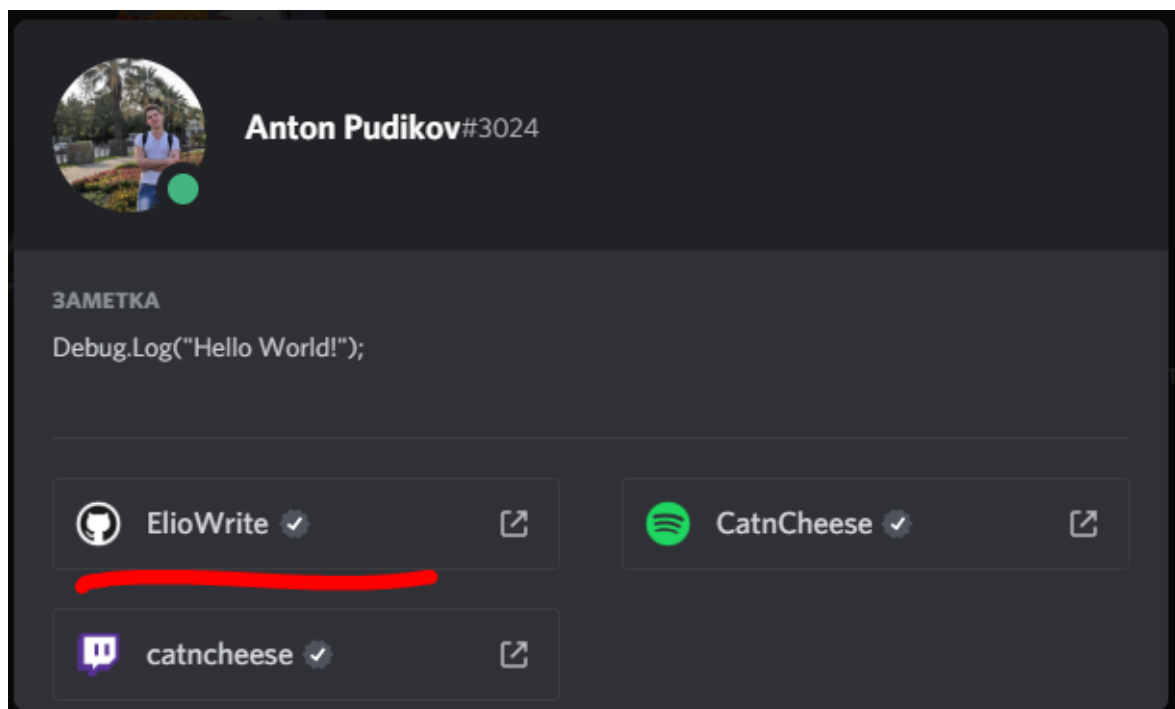 Anton Pudikov#3024
ЗАМЕТКА
Debug.Log("Hello World!");
ElioWrite
CatnCheese
catncheese